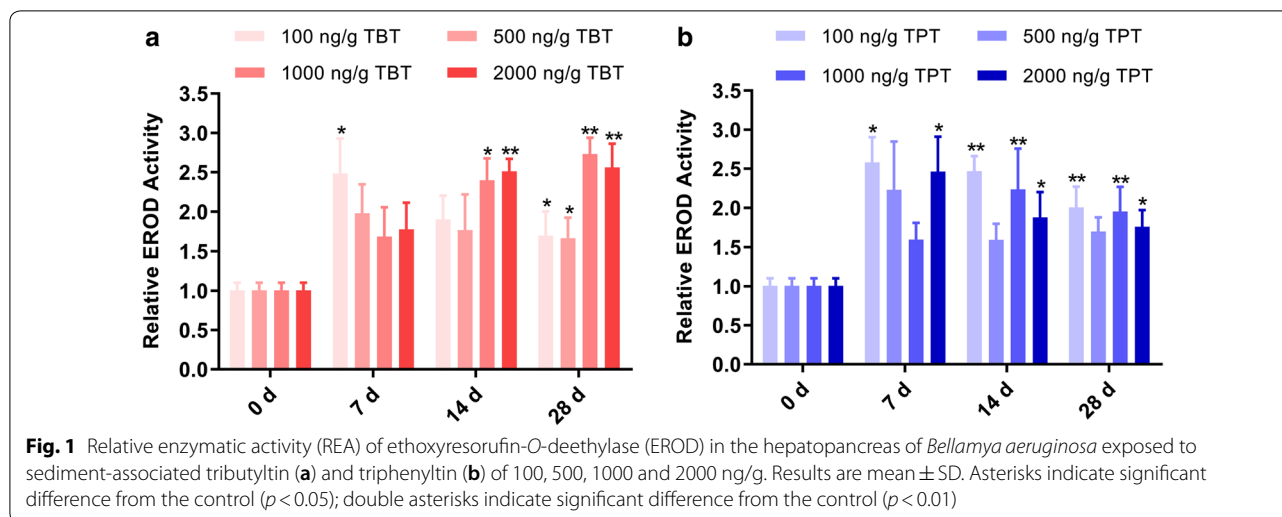 a
100 ng/g TBT 500 ng/g TBT
1000 ng/g TBT 2000 ng/g TBT
Relative EROD Activity
3.5
3.0
2.5
2.0
1.5
1.0
0.5
0.0
* * ** * * ** **
0 d 7 d 14 d 28 d
b
100 ng/g TPT 500 ng/g TPT
1000 ng/g TPT 2000 ng/g TPT
Relative EROD Activity
3.5
3.0
2.5
2.0
1.5
1.0
0.5
0.0
* * ** ** * ** ** *
0 d 7 d 14 d 28 d
Fig. 1 Relative enzymatic activity (REA) of ethoxyresorufin-O-deethylase (EROD) in the hepatopancreas of Bellamya aeruginosa exposed to
sediment-associated tributyltin (a) and triphenyltin (b) of 100, 500, 1000 and 2000 ng/g. Results are mean ± SD. Asterisks indicate significant
difference from the control (p < 0.05); double asterisks indicate significant difference from the control (p < 0.01)